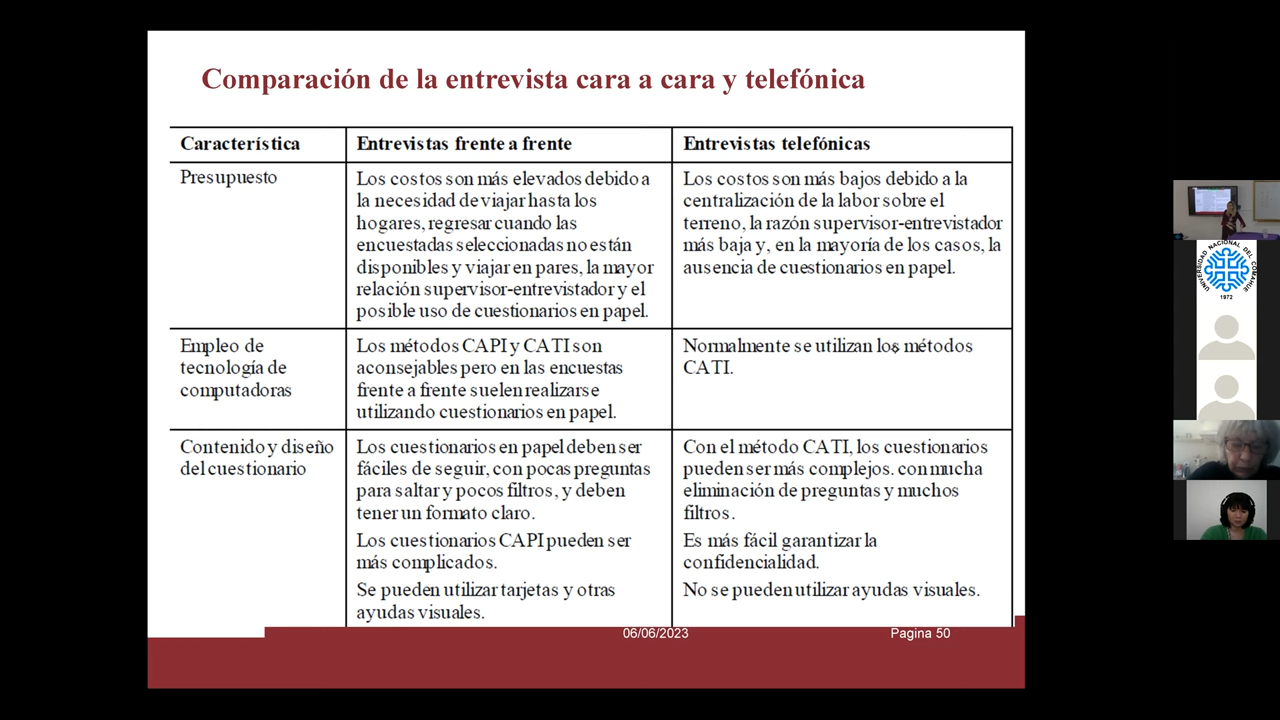 Comparación de la entrevista cara a cara y telefónica
Característica
Entrevistas frente a frente
Entrevistas telefónicas
Presupuesto
Los costos son más elevados debido a
la necesidad de viajar hasta los
hogares, regresar cuando las
encuestadas seleccionadas no están
disponibles y viajar en pares, la mayor
relación supervisor-entrevistador y el
posible uso de cuestionarios en papel.
Los costos son más bajos debido a la
centralización de la labor sobre el
terreno, la razón supervisor-entrevistador
más baja y, en la mayoría de los casos, la
ausencia de cuestionarios en papel.
Empleo de
tecnología de
computadoras
Los métodos CAPI y CATI son
aconsejables pero en las encuestas
frente a frente suelen realizarse
utilizando cuestionarios en papel.
Normalmente se utilizan los métodos
CATI.
Contenido y diseño
del cuestionario
Los cuestionarios en papel deben ser
fáciles de seguir, con pocas preguntas
para saltar y pocos filtros, y deben
tener un formato claro.
Los cuestionarios CAPI pueden ser
más complicados.
Se pueden utilizar tarjetas y otras
ayudas visuales.
Con el método CATI, los cuestionarios
pueden ser más complejos. con mucha
eliminación de preguntas y muchos
filtros.
Es más fácil garantizar la
confidencialidad.
No se pueden utilizar ayudas visuales.
06/06/2023
Pagina 50
UNIVERSIDAD NACIONAL DEL COMAHUE
1972